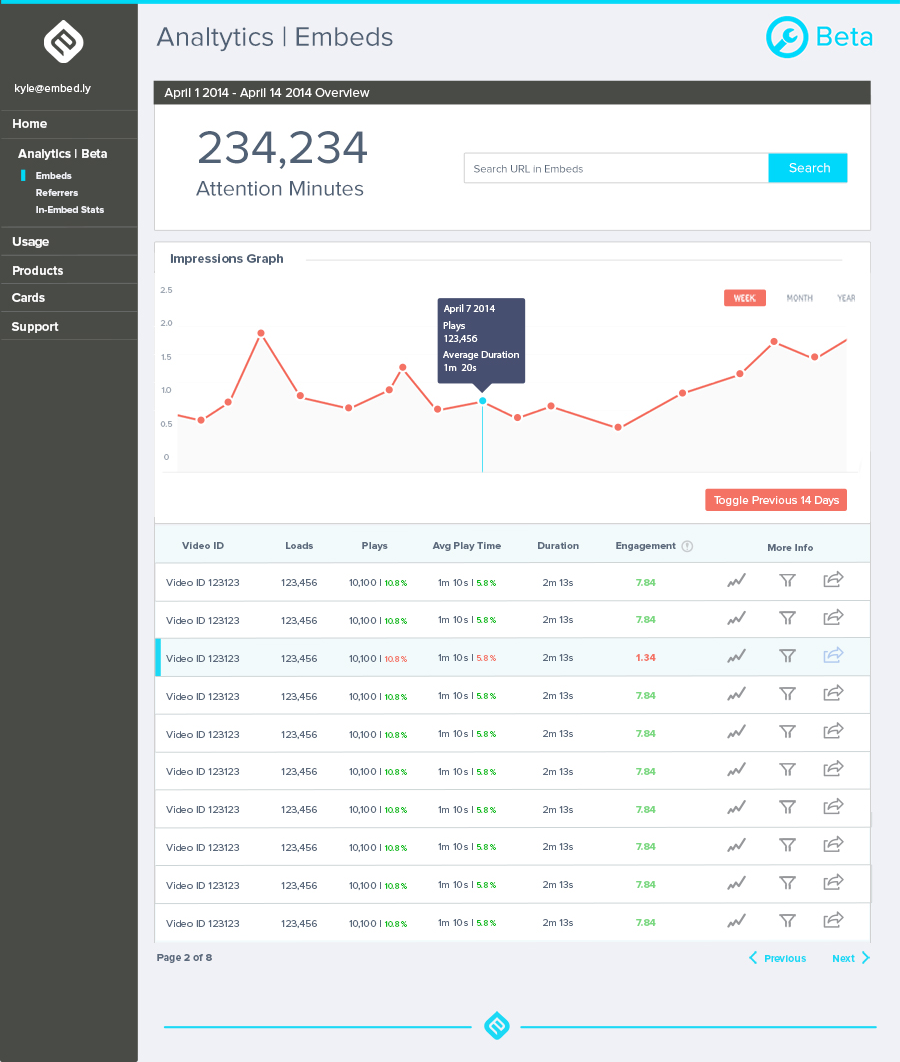 kyle@embed.ly
Home
Analytics | Beta
Embeds
Referrers
In-Embed Stats
Usage
Products
Cards
Support
Analtytics | Embeds
Beta
April 1 2014 - April 14 2014 Overview
234,234
Attention Minutes
Search URL in Embeds
Search
Impressions Graph
WEEK MONTH YEAR
2.5
2.0
1.5
1.0
0.5
0
April 7 2014
Plays
123,456
Average Duration
1m 20s
Toggle Previous 14 Days
Video ID Loads Plays Avg Play Time Duration Engagement More Info
Video ID 123123 123,456 10,100 | 10.8% 1m 10s | 5.8% 2m 13s 7.84
Video ID 123123 123,456 10,100 | 10.8% 1m 10s | 5.8% 2m 13s 7.84
Video ID 123123 123,456 10,100 | 10.8% 1m 10s | 5.8% 2m 13s 1.34
Video ID 123123 123,456 10,100 | 10.8% 1m 10s | 5.8% 2m 13s 7.84
Video ID 123123 123,456 10,100 | 10.8% 1m 10s | 5.8% 2m 13s 7.84
Video ID 123123 123,456 10,100 | 10.8% 1m 10s | 5.8% 2m 13s 7.84
Video ID 123123 123,456 10,100 | 10.8% 1m 10s | 5.8% 2m 13s 7.84
Video ID 123123 123,456 10,100 | 10.8% 1m 10s | 5.8% 2m 13s 7.84
Video ID 123123 123,456 10,100 | 10.8% 1m 10s | 5.8% 2m 13s 7.84
Video ID 123123 123,456 10,100 | 10.8% 1m 10s | 5.8% 2m 13s 7.84
Page 2 of 8
Previous Next